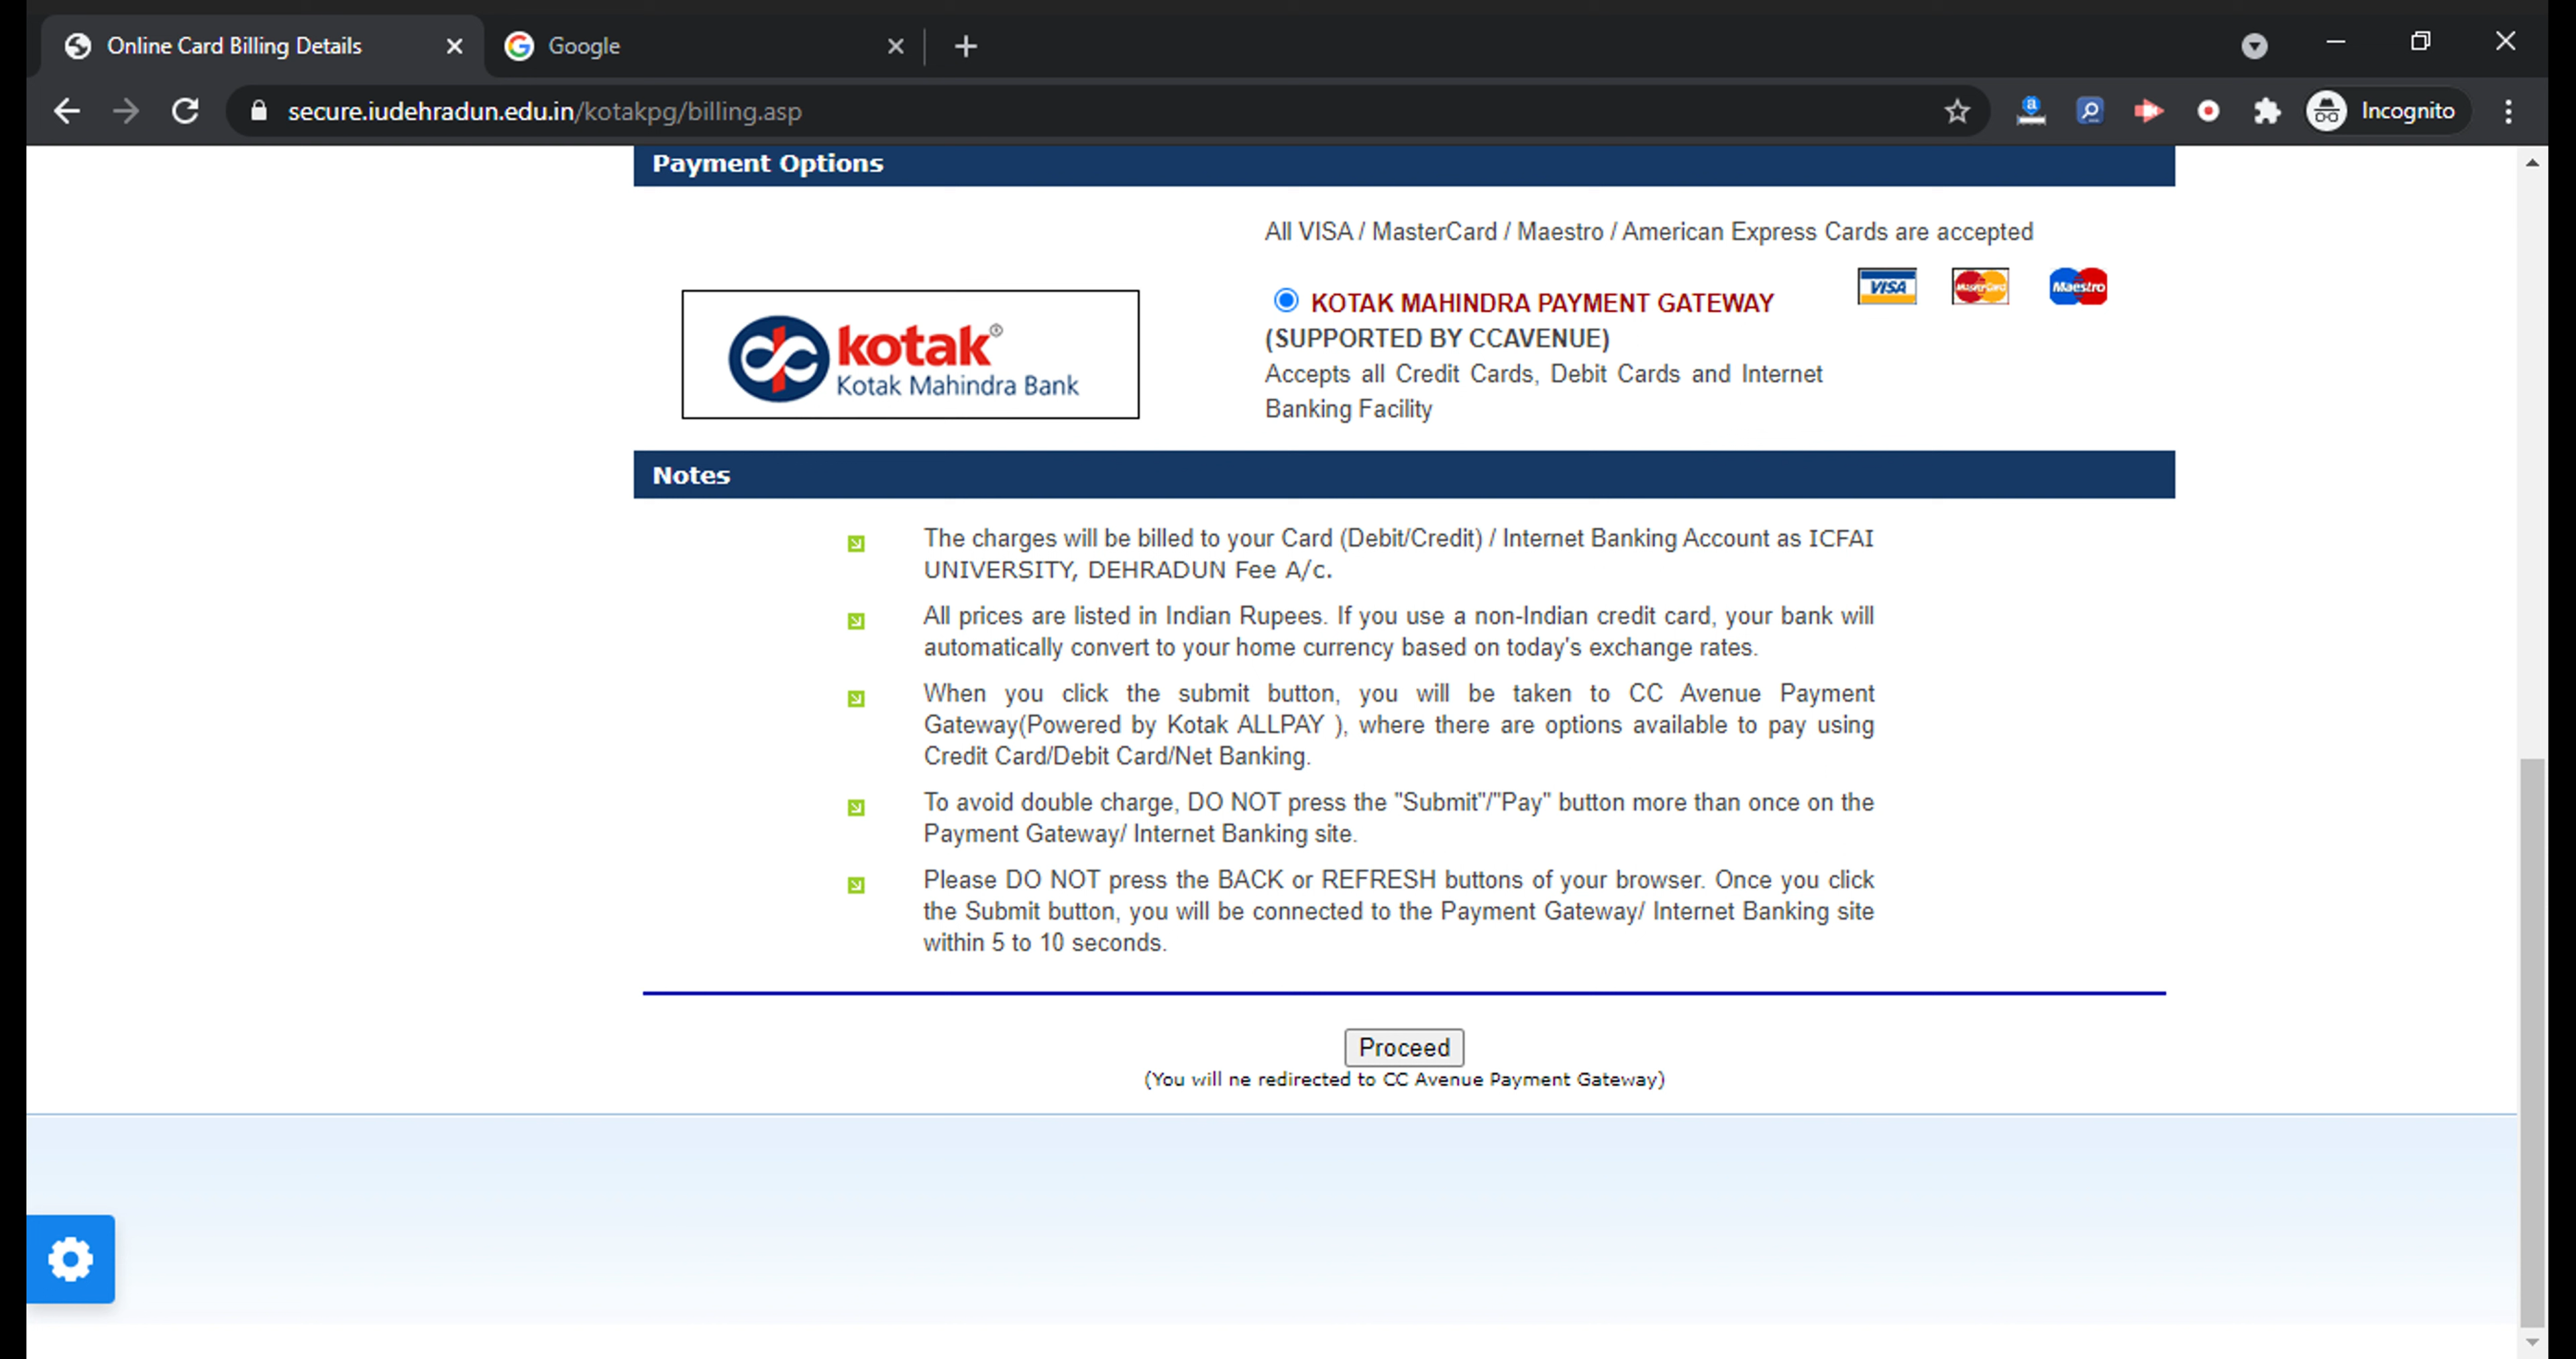 Online Card Billing Details
Google
secure.iudehradun.edu.in/kotakpg/billing.asp
Incognito
Payment Options
All VISA / MasterCard / Maestro / American Express Cards are accepted
KOTAK MAHINDRA PAYMENT GATEWAY
VISA
MasterCard
Maestro
(SUPPORTED BY CCAVENUE)
Accepts all Credit Cards, Debit Cards and Internet
Banking Facility
kotak®
Kotak Mahindra Bank
Notes
The charges will be billed to your Card (Debit/Credit) / Internet Banking Account as ICFAI
UNIVERSITY, DEHRADUN Fee A/c.
All prices are listed in Indian Rupees. If you use a non-Indian credit card, your bank will
automatically convert to your home currency based on today's exchange rates.
When you click the submit button, you will be taken to CC Avenue Payment
Gateway(Powered by Kotak ALLPAY ), where there are options available to pay using
Credit Card/Debit Card/Net Banking.
To avoid double charge, DO NOT press the "Submit"/"Pay" button more than once on the
Payment Gateway/ Internet Banking site.
Please DO NOT press the BACK or REFRESH buttons of your browser. Once you click
the Submit button, you will be connected to the Payment Gateway/ Internet Banking site
within 5 to 10 seconds.
Proceed
(You will ne redirected to CC Avenue Payment Gateway)